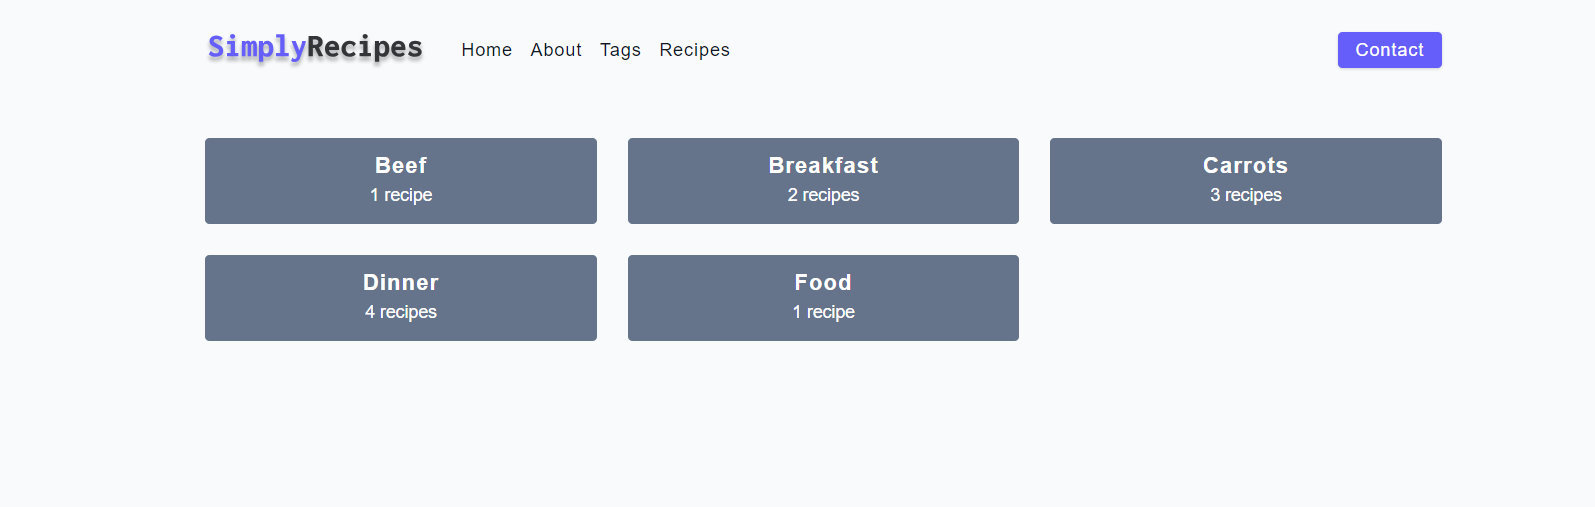 SimplyRecipes Home About Tags Recipes Contact
Beef
1 recipe
Breakfast
2 recipes
Carrots
3 recipes
Dinner
4 recipes
Food
1 recipe